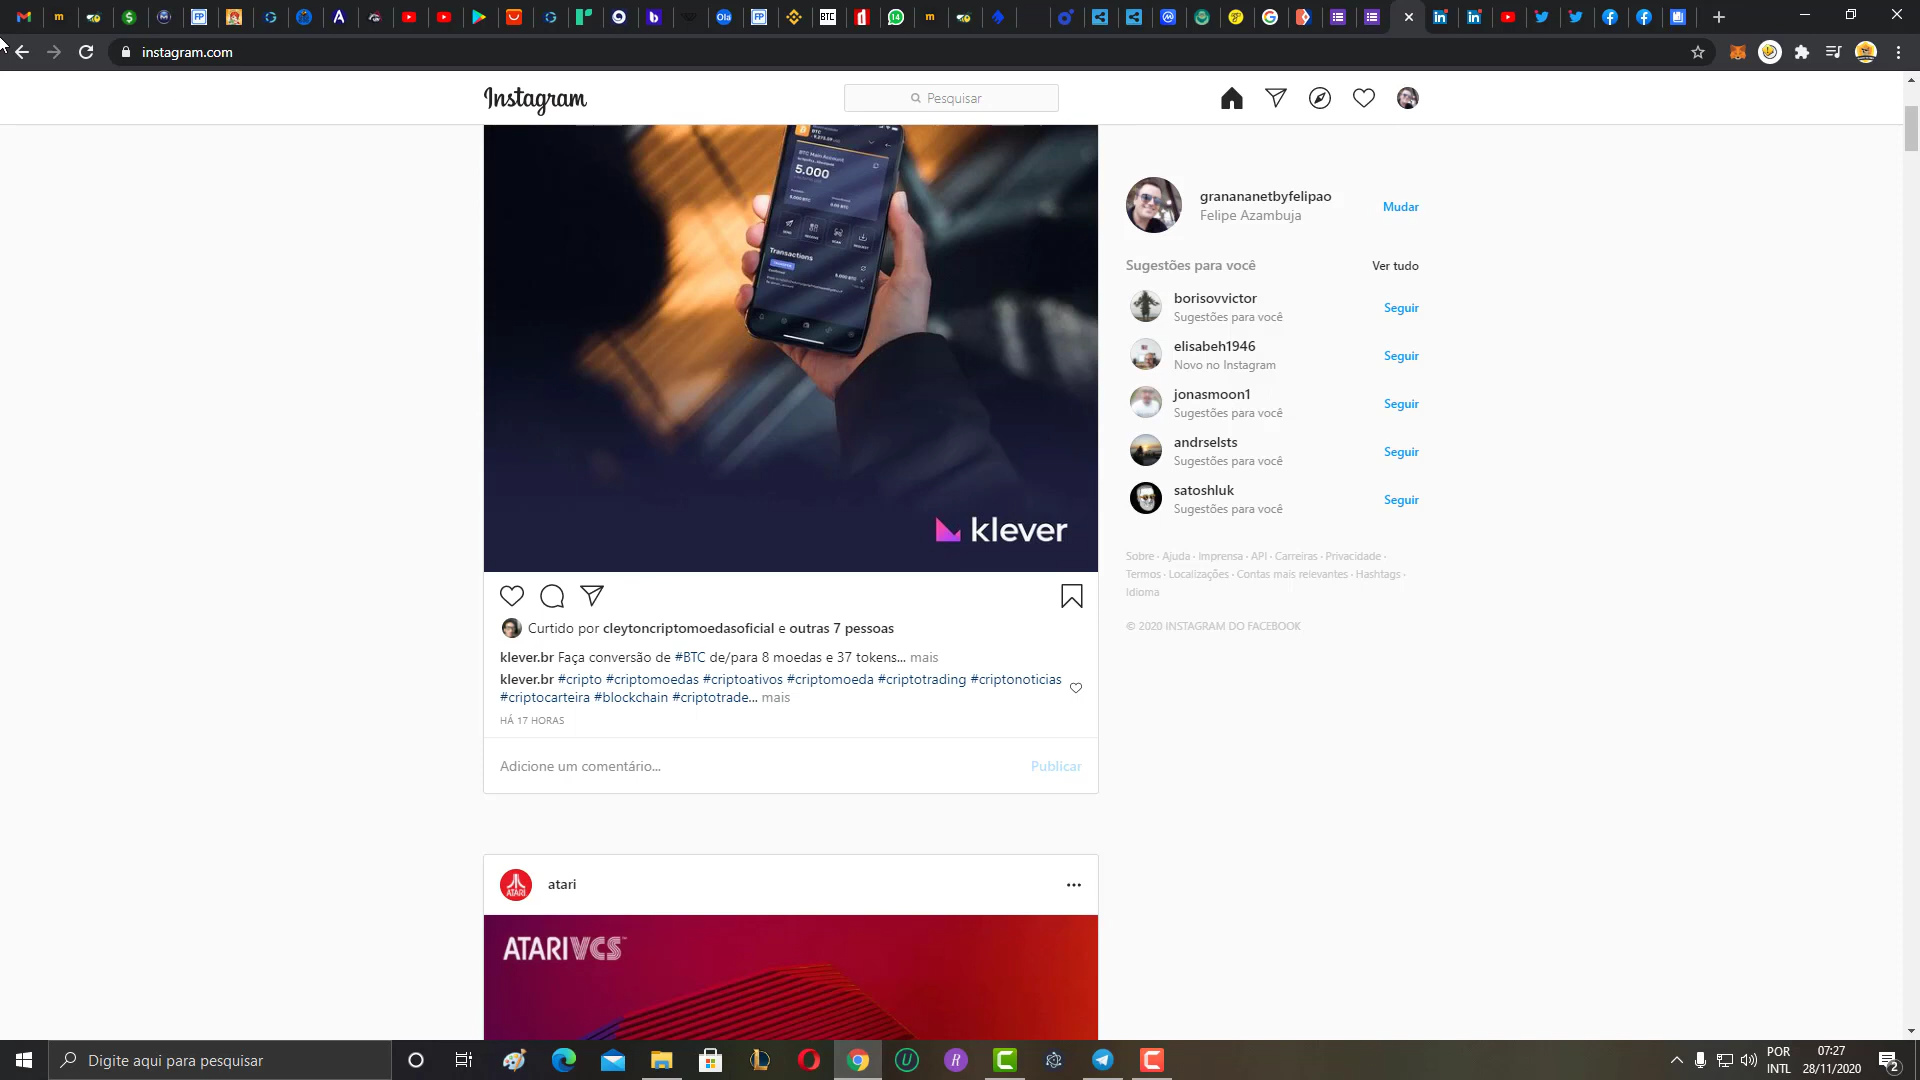 instagram.com
Instagram
Pesquisar
BTC
BTC Main Account
5.000
Transactions
klever
Curtido por cleytoncriptomoedasoficial e outras 7 pessoas
klever.br Faça conversão de #BTC de/para 8 moedas e 37 tokens... mais
klever.br #cripto #criptomoedas #criptoativos #criptomoeda #criptotrading #criptonoticias
#criptocarteira #blockchain #criptotrade... mais
HÁ 17 HORAS
Adicione um comentário... Publicar
atari
ATARI VCS
granananetbyfelipao
Felipe Azambuja
Mudar
Sugestões para você Ver tudo
borisovvictor
Sugestões para você
Seguir
elisabeh1946
Novo no Instagram
Seguir
jonasmoon1
Sugestões para você
Seguir
andrselsts
Sugestões para você
Seguir
satoshluk
Sugestões para você
Seguir
Sobre · Ajuda · Imprensa · API · Carreiras · Privacidade ·
Termos · Localizações · Contas mais relevantes · Hashtags ·
Idioma
© 2020 INSTAGRAM DO FACEBOOK
Digite aqui para pesquisar
POR
INTL
07:27
28/11/2020
2